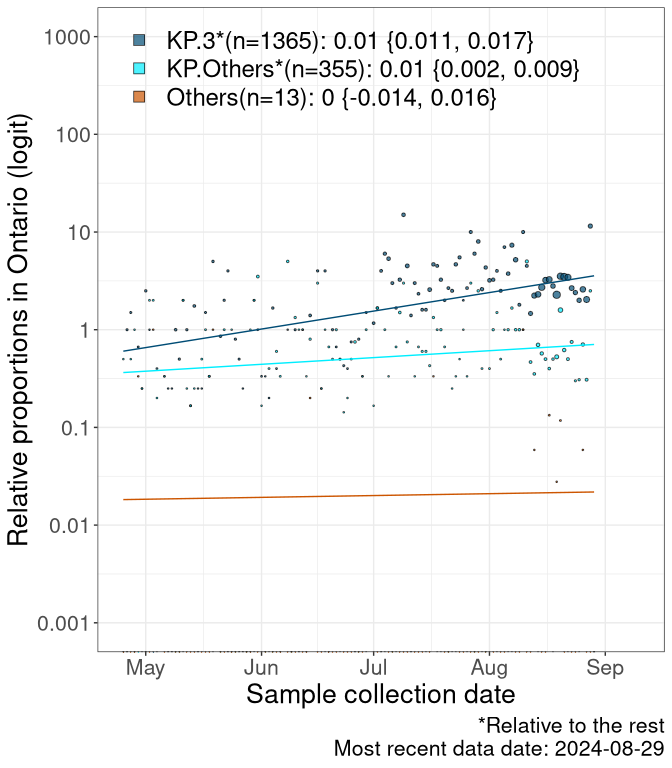 KP.3*(n=1365): 0.01 {0.011, 0.017}
KP.Others*(n=355): 0.01 {0.002, 0.009}
Others(n=13): 0 {-0.014, 0.016}
Relative proportions in Ontario (logit)
1000
100
10
1
0.1
0.01
0.001
May Jun Jul Aug Sep
Sample collection date
*Relative to the rest
Most recent data date: 2024-08-29